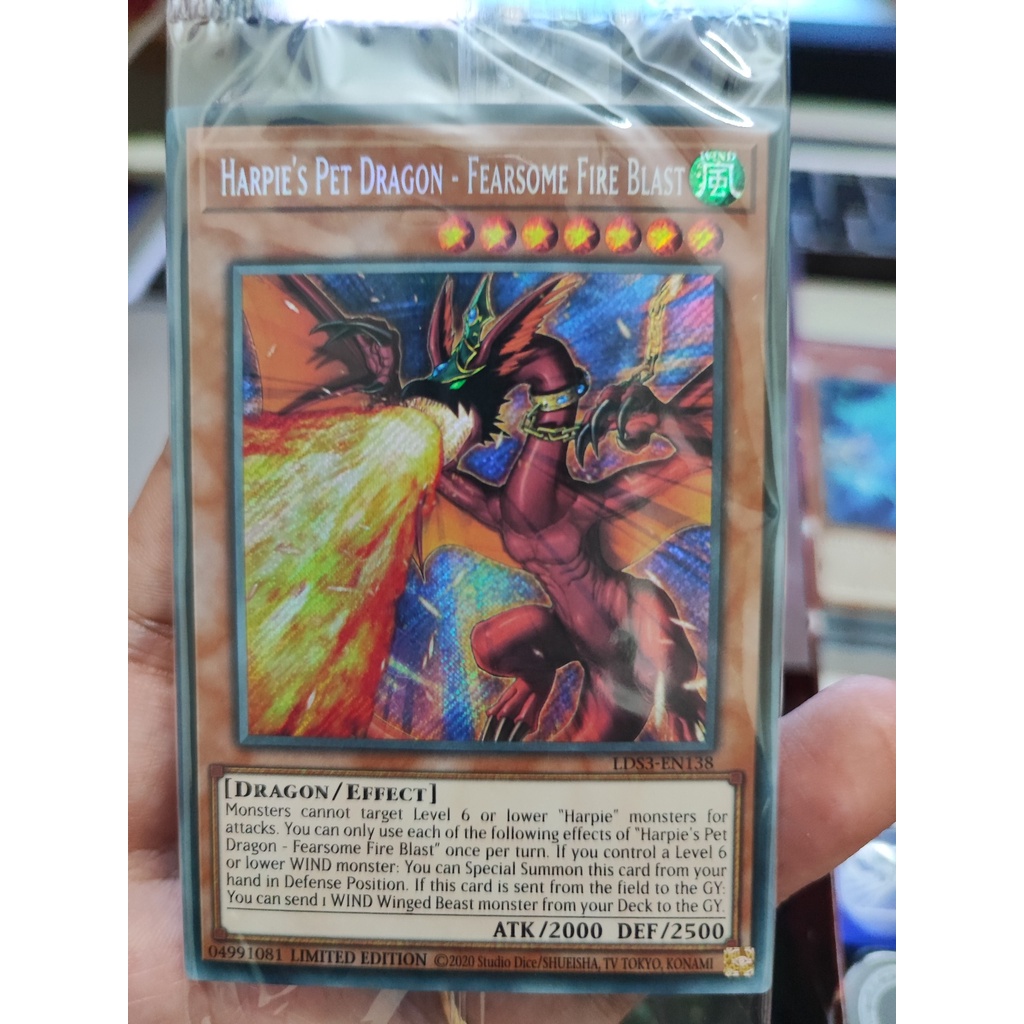 HARPIE'S PET DRAGON - FEARSOME FIRE BLAST
WIND
風
LDS3-EN138
[DRAGON/EFFECT]
Monsters cannot target Level 6 or lower "Harpie" monsters for
attacks. You can only use each of the following effects of "Harpie's Pet
Dragon - Fearsome Fire Blast" once per turn. If you control a Level 6
or lower WIND monster: You can Special Summon this card from your
hand in Defense Position. If this card is sent from the field to the GY:
You can send 1 WIND Winged Beast monster from your Deck to the GY.
ATK/2000 DEF/2500
04991081 LIMITED EDITION ©2020 Studio Dice/SHUEISHA, TV TOKYO, KONAMI